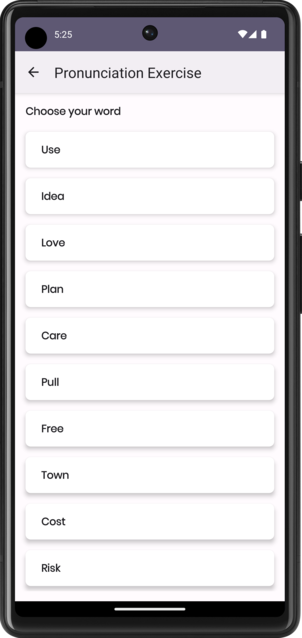 5:25
Pronunciation Exercise
Choose your word
Use
Idea
Love
Plan
Care
Pull
Free
Town
Cost
Risk